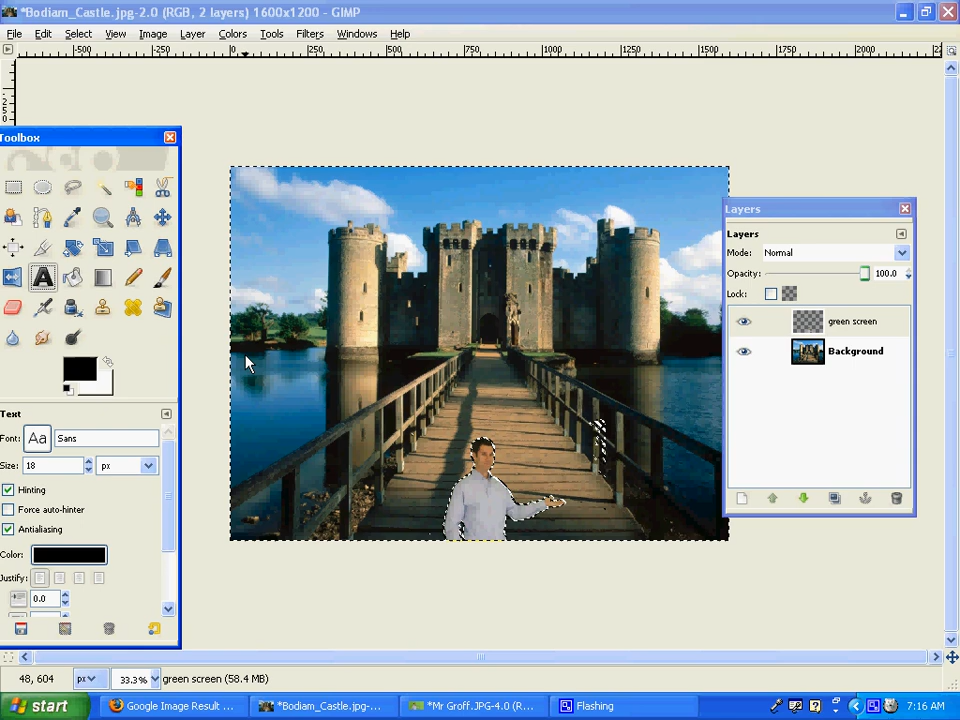 *Bodiam_Castle.jpg-2.0 (RGB, 2 layers) 1600x1200 - GIMP
File Edit Select View Image Layer Colors Tools Filters Windows Help
-500 -250 0 250 500 750 1000 1250 1500 1750 2000
Toolbox
Layers
Layers
Mode: Normal
Opacity: 100.0
Lock:
green screen
Background
Text
Font: Aa Sans
Size: 18 px
Hinting
Force auto-hinter
Antialiasing
Color:
Justify:
0.0
48, 604 px 33.3% green screen (58.4 MB)
start Google Image Result ... *Bodiam_Castle.jpg-... *Mr Groff.JPG-4.0 (R... Flashing 7:16 AM